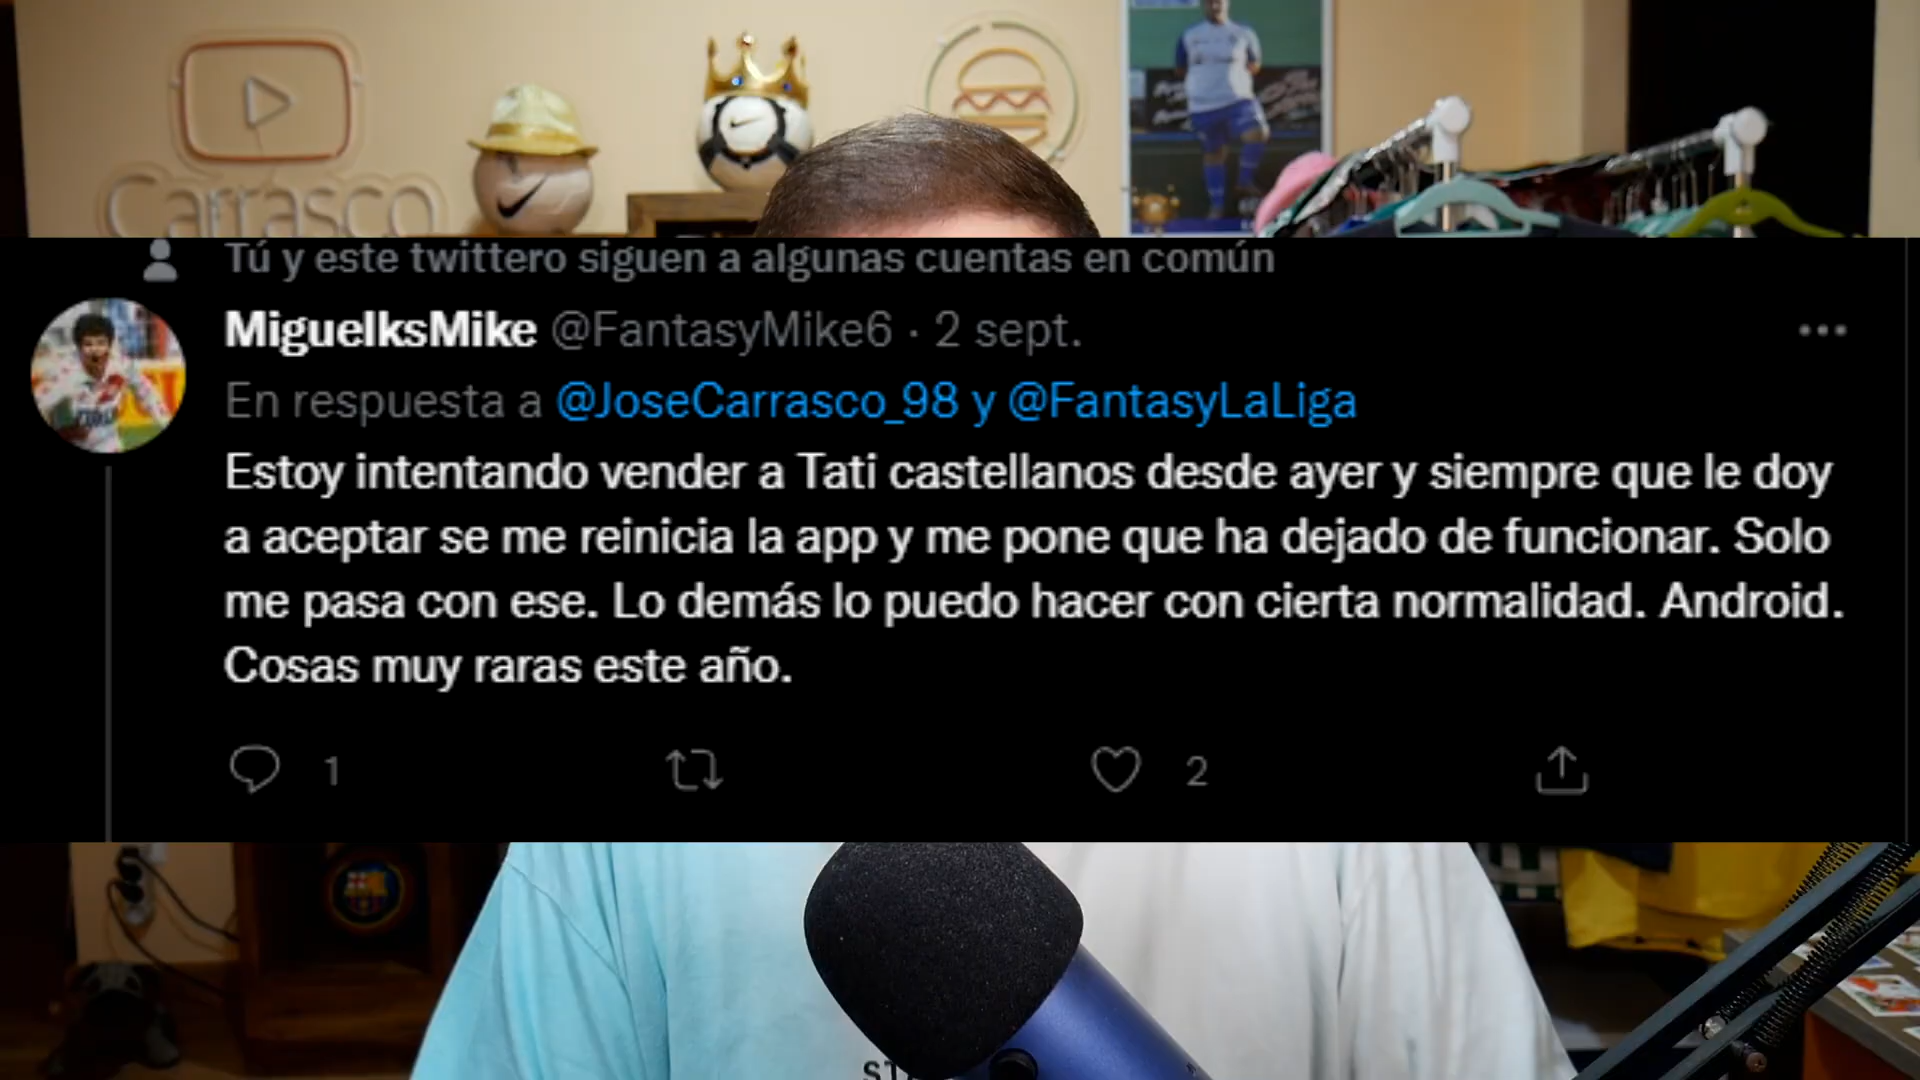 Carrasco
Tú y este twittero siguen a algunas cuentas en común
MiguelksMike @FantasyMike6 · 2 sept.
En respuesta a @JoseCarrasco_98 y @FantasyLaLiga
Estoy intentando vender a Tati castellanos desde ayer y siempre que le doy
a aceptar se me reinicia la app y me pone que ha dejado de funcionar. Solo
me pasa con ese. Lo demás lo puedo hacer con cierta normalidad. Android.
Cosas muy raras este año.
1
2